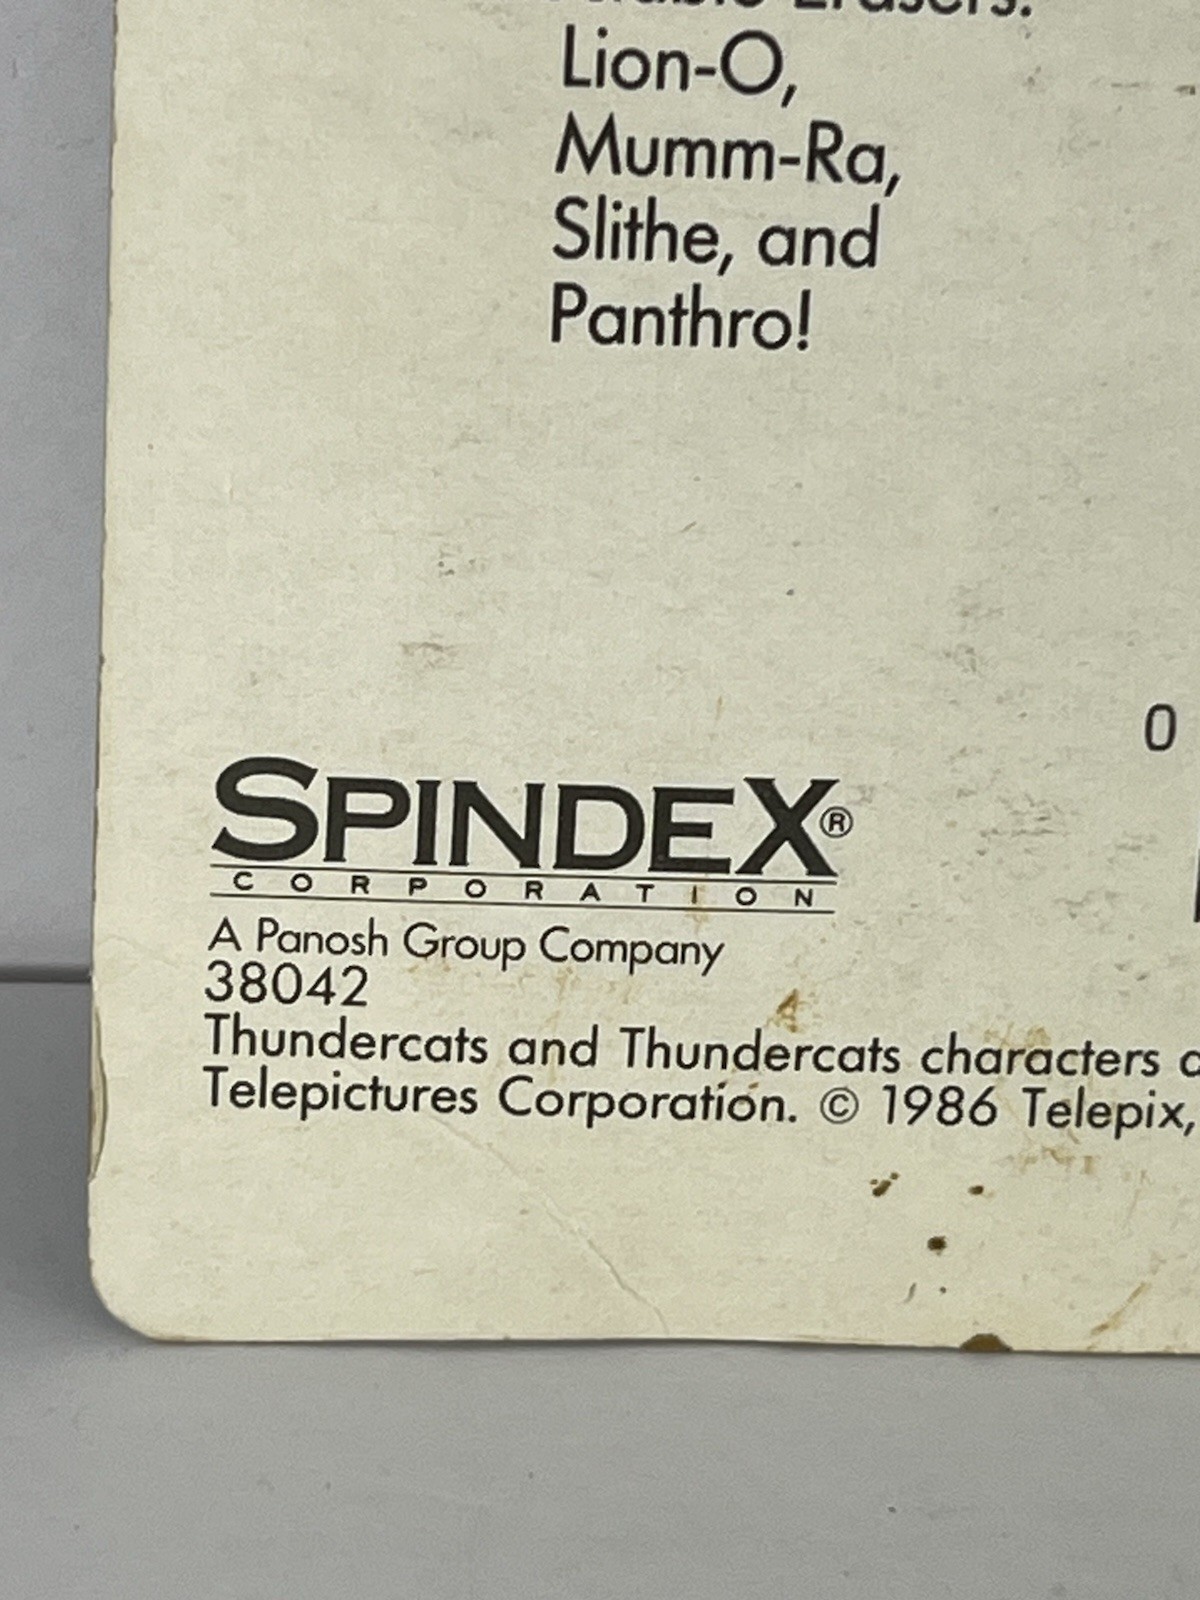 Erasers:
Lion-O,
Mumm-Ra,
Slithe, and
Panthro!
0
SPINDEX®
CORPORATION
A Panosh Group Company
38042
Thundercats and Thundercats characters
Telepictures Corporation. © 1986 Telepix,